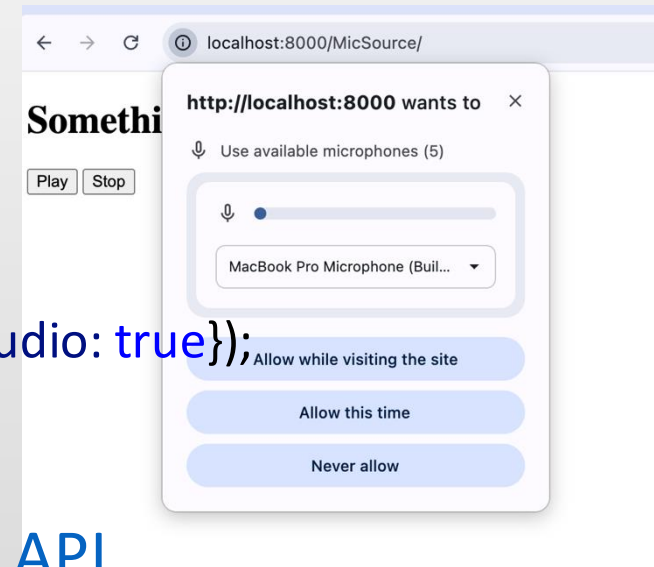 localhost:8000/MicSource/
http://localhost:8000 wants to
Use available microphones (5)
Play Stop
MacBook Pro Microphone (Buil...
udio: true});
Allow while visiting the site
Allow this time
Never allow
API